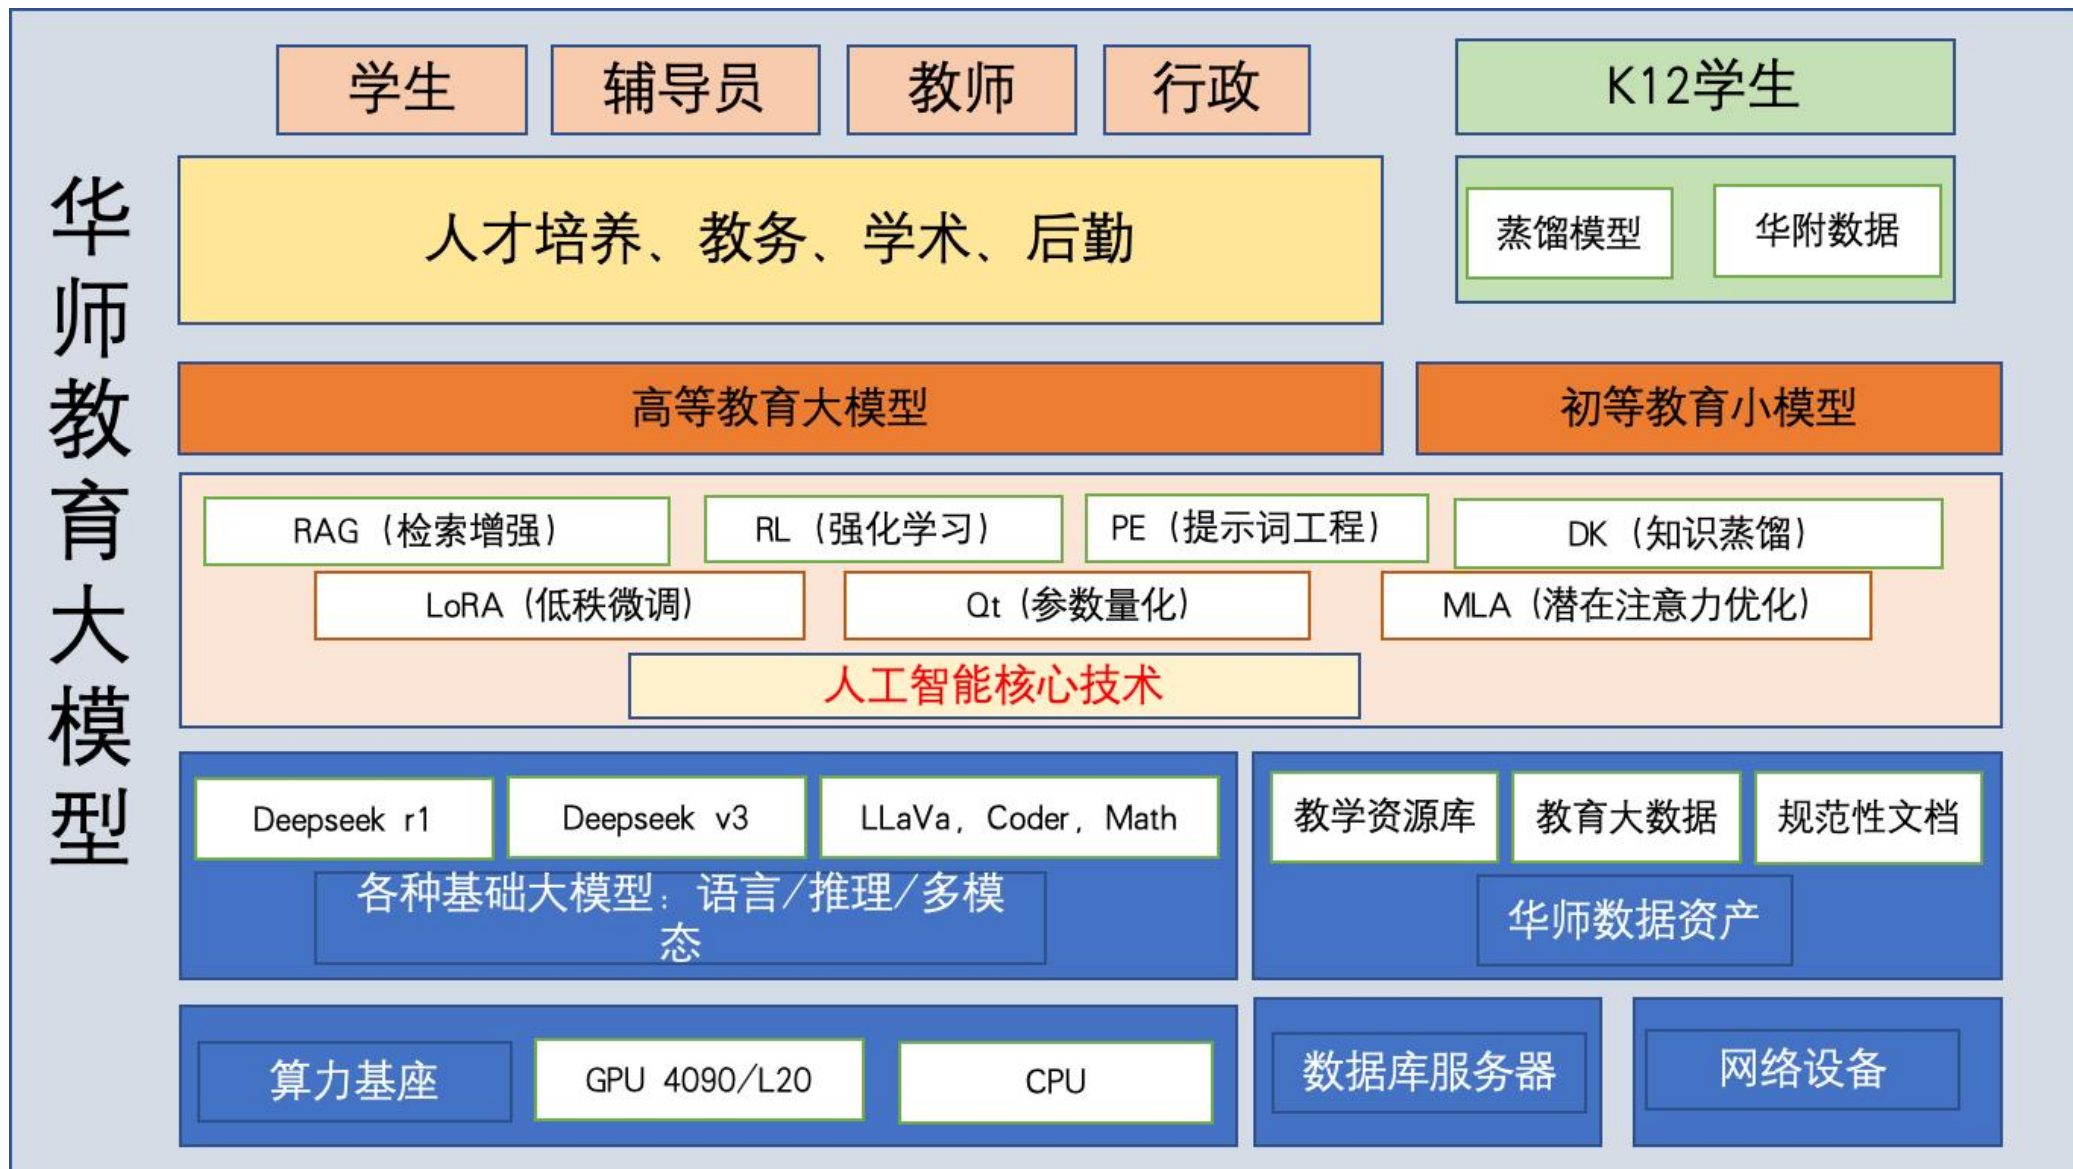 华师教育大模型
学生
辅导员
教师
行政
K12学生
人才培养、教务、学术、后勤
蒸馏模型
华附数据
高等教育大模型
初等教育小模型
RAG（检索增强）
RL（强化学习）
PE（提示词工程）
DK（知识蒸馏）
LoRA（低秩微调）
Qt（参数量化）
MLA（潜在注意力优化）
人工智能核心技术
Deepseek r1
Deepseek v3
LLaVa, Coder, Math
各种基础大模型：语言/推理/多模
态
教学资源库
教育大数据
规范性文档
华师数据资产
算力基座
GPU 4090/L20
CPU
数据库服务器
网络设备